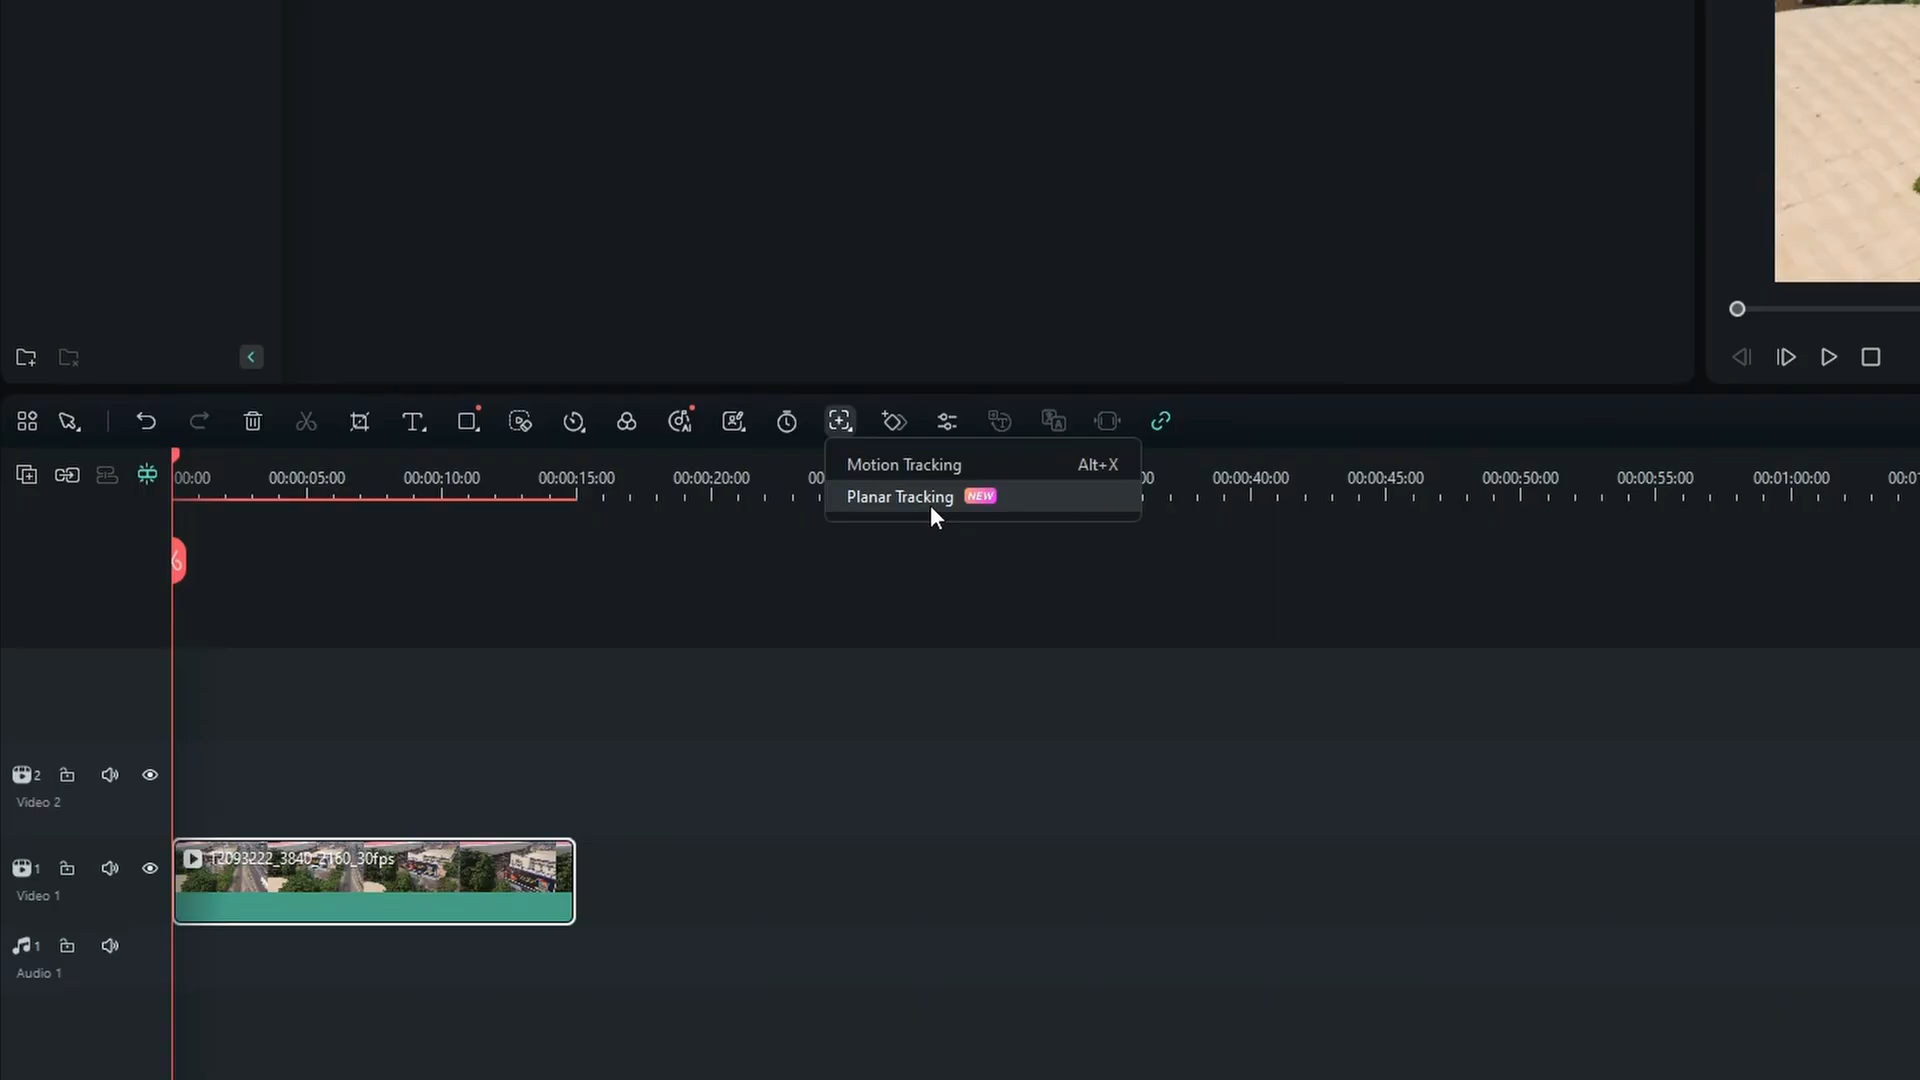 Motion Tracking Alt+X
Planar Tracking NEW
00:00 00:00:05:00 00:00:10:00 00:00:15:00 00:00:20:00 00 00 00:00:40:00 00:00:45:00 00:00:50:00 00:00:55:00 00:01:00:00 00:0
2
Video 2
12093222_3840_2160_30fps
1
Video 1
1
Audio 1